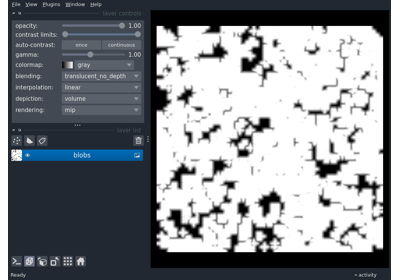 File View Plugins Window Help
layer controls
opacity: 1.00
contrast limits:
auto-contrast: once continuous
gamma: 1.00
colormap: gray
blending: translucent_no_depth
interpolation: linear
depiction: volume
rendering: mip
layer list
blobs
Ready activity